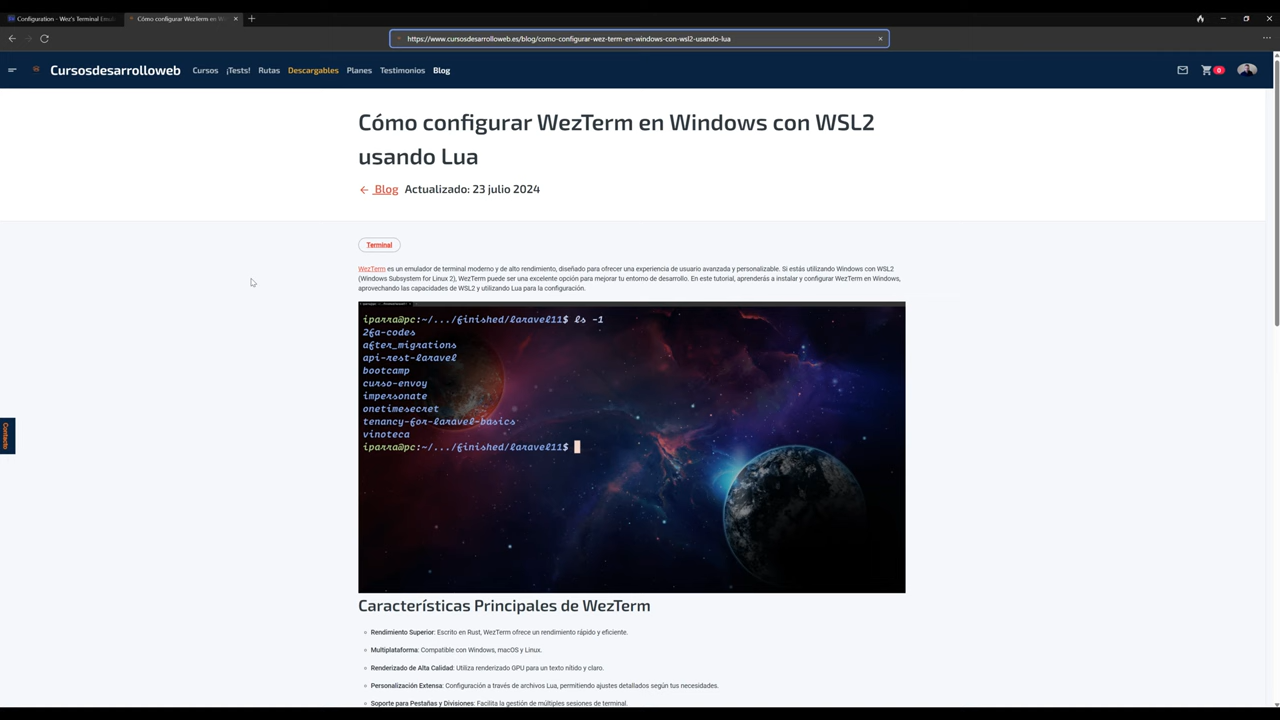 Configuration - Wez's Terminal Emul
Cómo configurar WezTerm en W
https://www.cursosdesarrolloweb.es/blog/como-configurar-wez-term-en-windows-con-wsl2-usando-lua
Cursosdesarrolloweb
Cursos
¡Tests!
Rutas
Descargables
Planes
Testimonios
Blog
0
Cómo configurar WezTerm en Windows con WSL2
usando Lua
Blog Actualizado: 23 julio 2024
Terminal
WezTerm es un emulador de terminal moderno y de alto rendimiento, diseñado para ofrecer una experiencia de usuario avanzada y personalizable. Si estás utilizando Windows con WSL2
(Windows Subsystem for Linux 2), WezTerm puede ser una excelente opción para mejorar tu entorno de desarrollo. En este tutorial, aprenderás a instalar y configurar WezTerm en Windows,
aprovechando las capacidades de WSL2 y utilizando Lua para la configuración.
iparra@pc:~/.../finished/laravel11$ ls -1
2fa-codes
after_migrations
api-rest-laravel
bootcamp
curso-envoy
impersonate
onetimesecret
tenancy-for-laravel-basics
vinoteca
iparra@pc:~/.../finished/laravel11$
Contacto
Características Principales de WezTerm
Rendimiento Superior: Escrito en Rust, WezTerm ofrece un rendimiento rápido y eficiente.
Multiplataforma: Compatible con Windows, macOS y Linux.
Renderizado de Alta Calidad: Utiliza renderizado GPU para un texto nítido y claro.
Personalización Extensa: Configuración a través de archivos Lua, permitiendo ajustes detallados según tus necesidades.
Soporte para Pestañas y Divisiones: Facilita la gestión de múltiples sesiones de terminal.